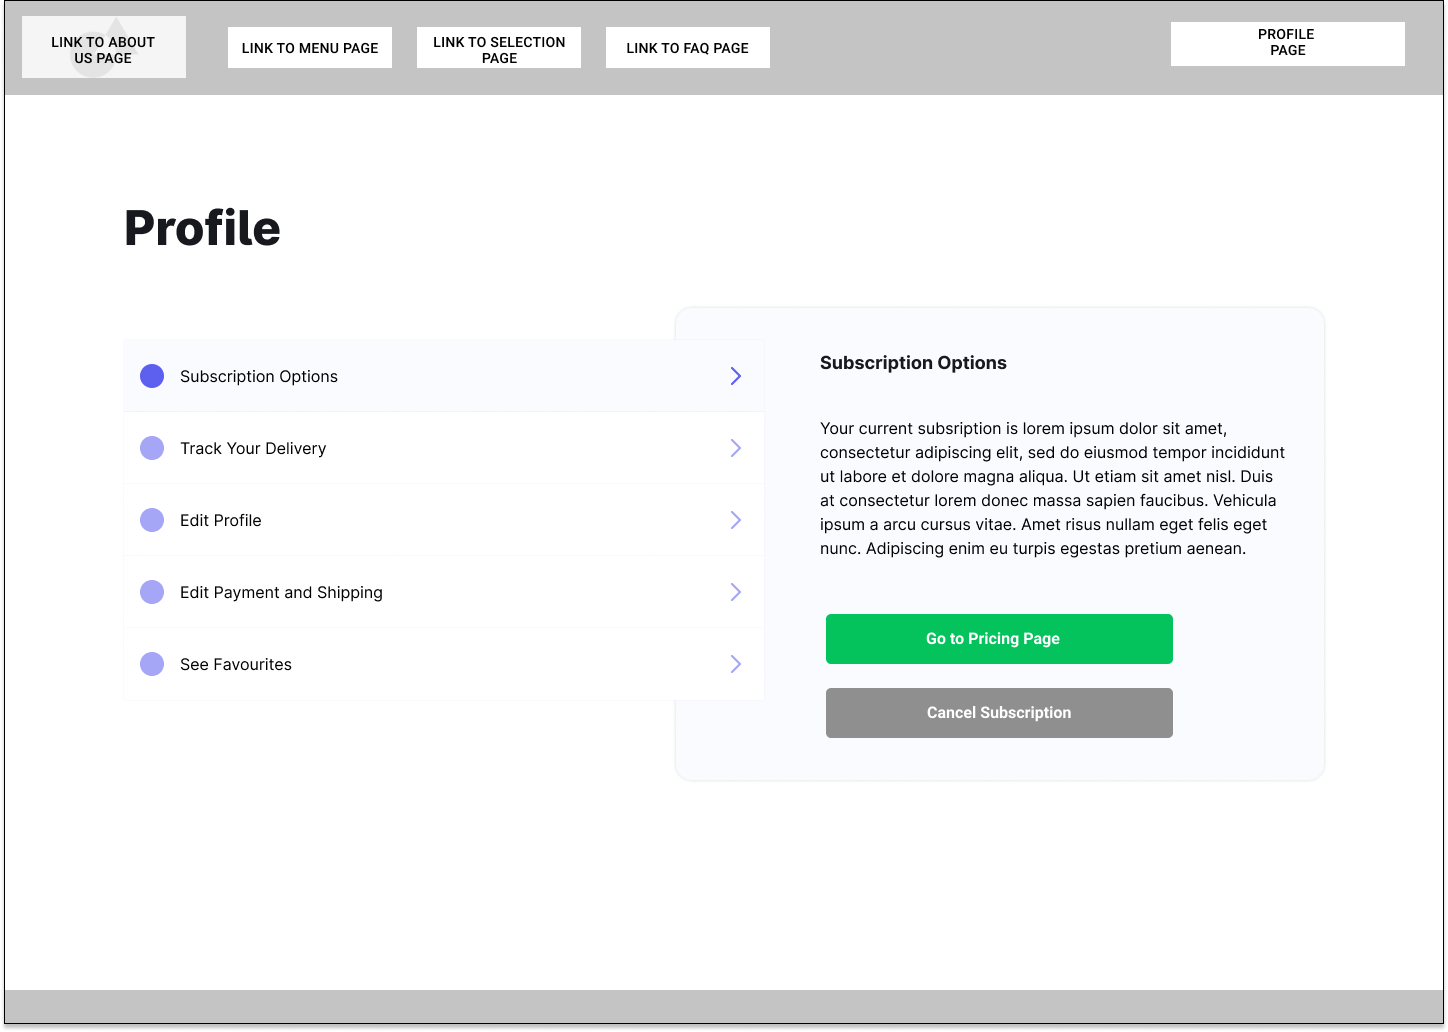 LINK TO ABOUT
US PAGE
LINK TO MENU PAGE
LINK TO SELECTION
PAGE
LINK TO FAQ PAGE
PROFILE
PAGE
Profile
Subscription Options
Track Your Delivery
Edit Profile
Edit Payment and Shipping
See Favourites
Subscription Options
Your current subsription is lorem ipsum dolor sit amet,
consectetur adipiscing elit, sed do eiusmod tempor incididunt
ut labore et dolore magna aliqua. Ut etiam sit amet nisl. Duis
at consectetur lorem donec massa sapien faucibus. Vehicula
ipsum a arcu cursus vitae. Amet risus nullam eget felis eget
nunc. Adipiscing enim eu turpis egestas pretium aenean.
Go to Pricing Page
Cancel Subscription